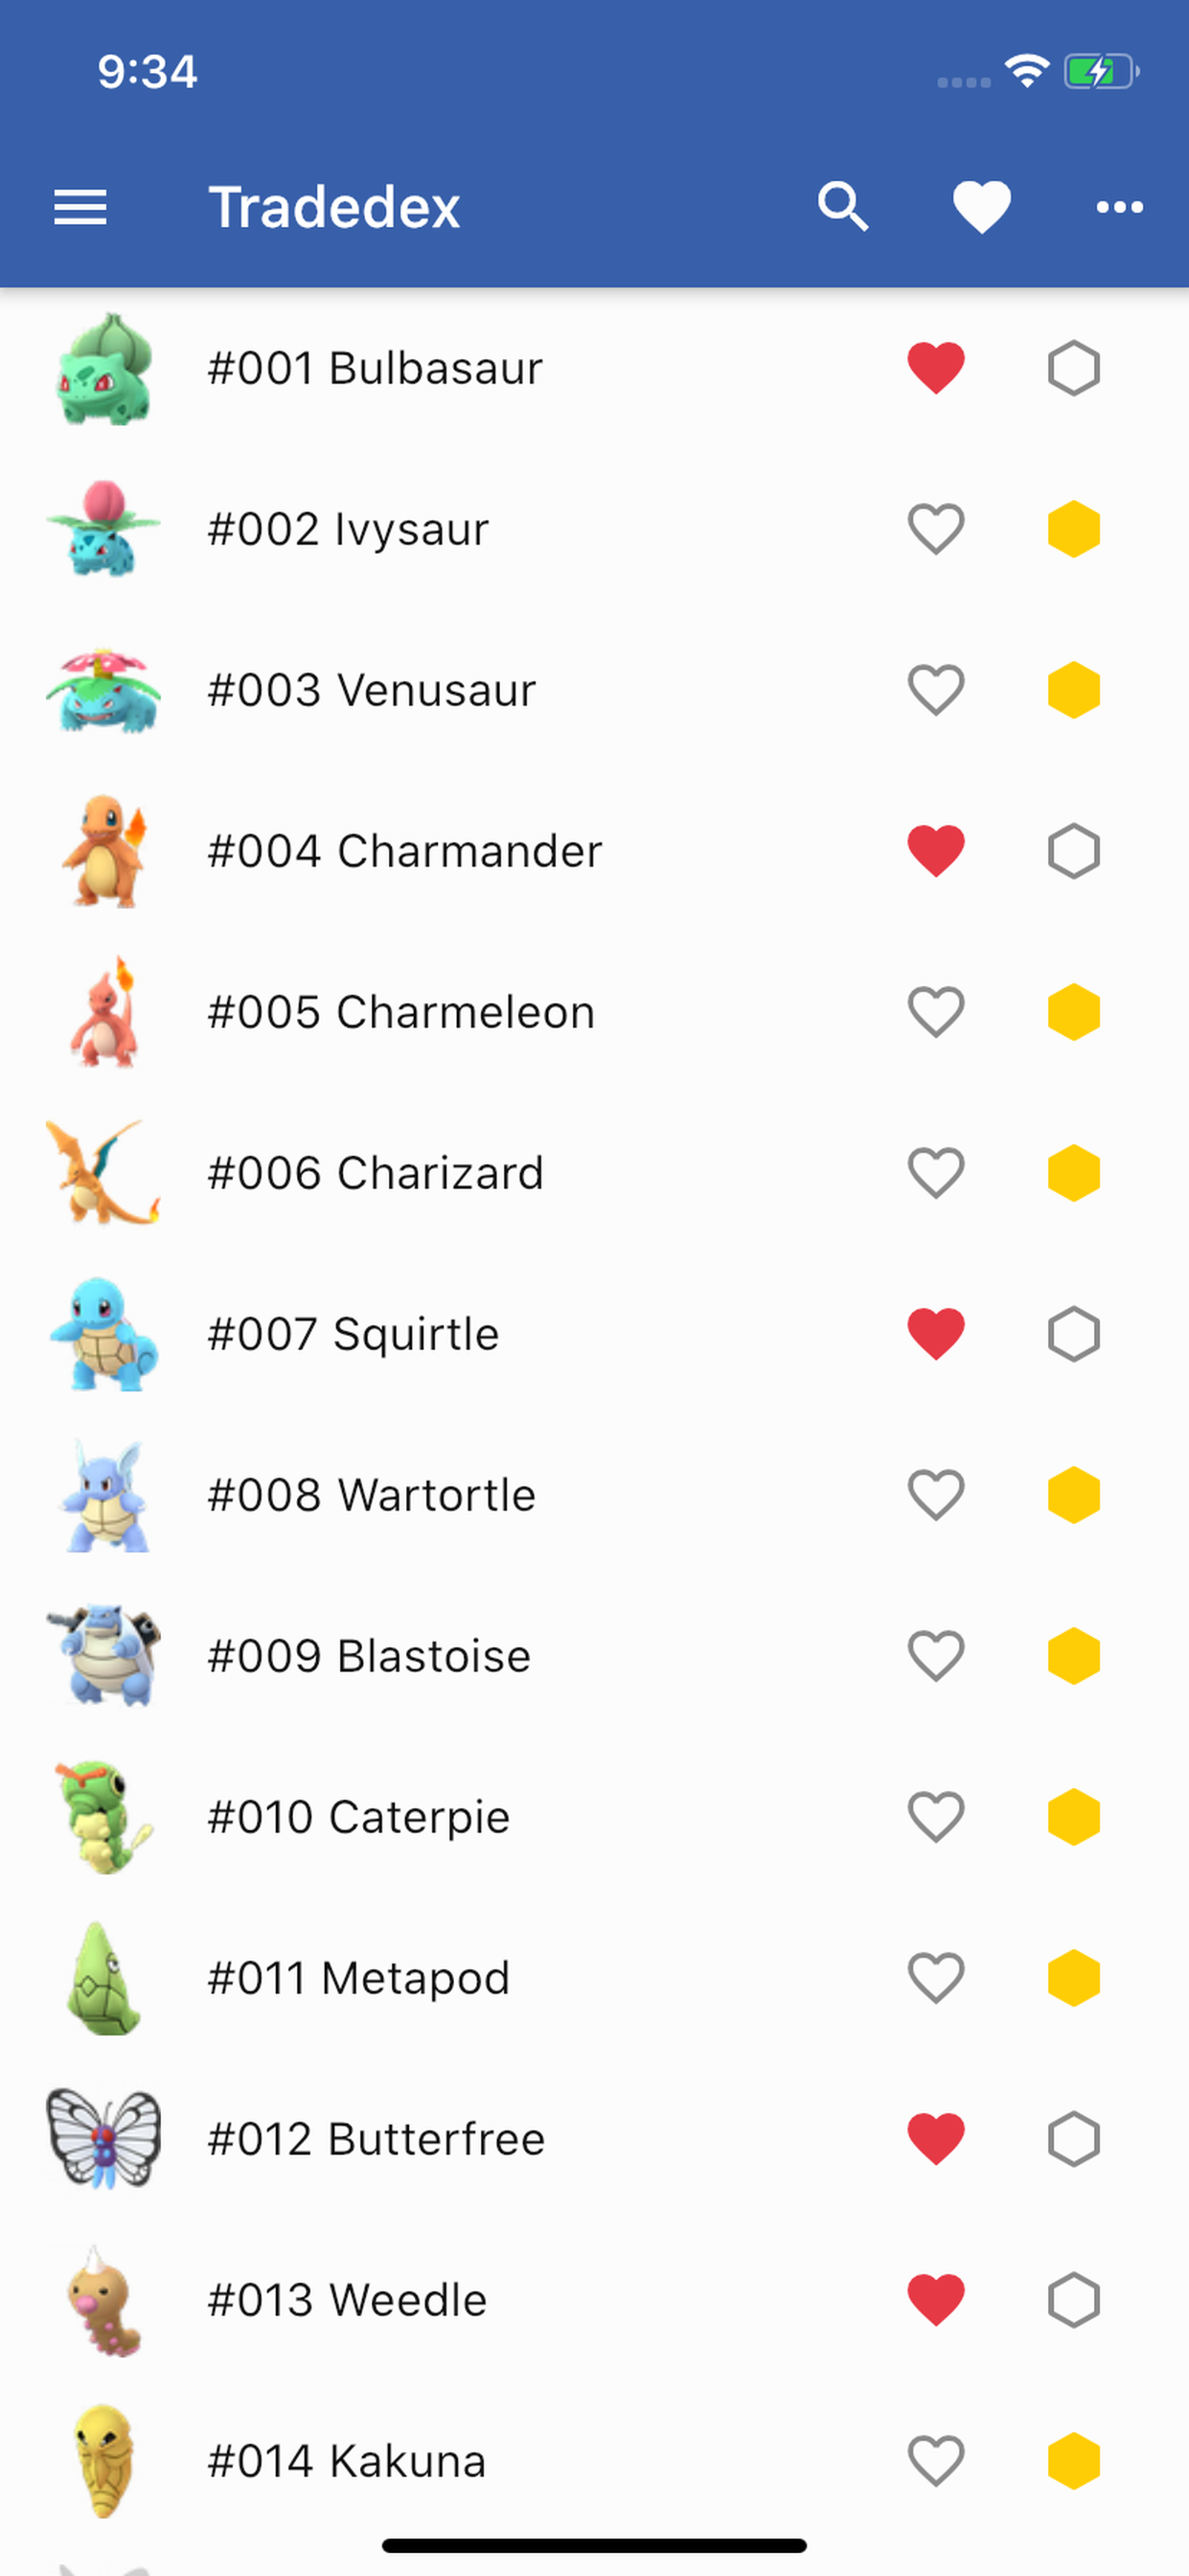 9:34
Tradedex
#001 Bulbasaur
#002 Ivysaur
#003 Venusaur
#004 Charmander
#005 Charmeleon
#006 Charizard
#007 Squirtle
#008 Wartortle
#009 Blastoise
#010 Caterpie
#011 Metapod
#012 Butterfree
#013 Weedle
#014 Kakuna